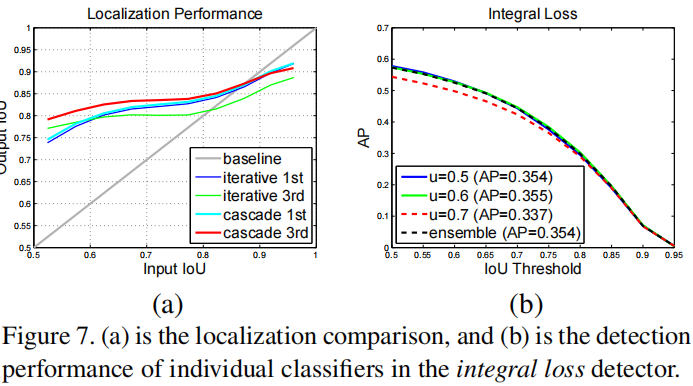 Localization Performance
1
0.95
0.9
0.85
0.8
0.75
0.7
0.65
0.6
0.55
0.5
Output IoU
baseline
iterative 1st
iterative 3rd
cascade 1st
cascade 3rd
0.5 0.6 0.7 0.8 0.9 1
Input IoU
(a)
Integral Loss
0.7
0.6
0.5
0.4
0.3
0.2
0.1
0
AP
u=0.5 (AP=0.354)
u=0.6 (AP=0.355)
u=0.7 (AP=0.337)
ensemble (AP=0.354)
0.5 0.55 0.6 0.65 0.7 0.75 0.8 0.85 0.9 0.95
IoU Threshold
(b)
Figure 7. (a) is the localization comparison, and (b) is the detection
performance of individual classifiers in the integral loss detector.